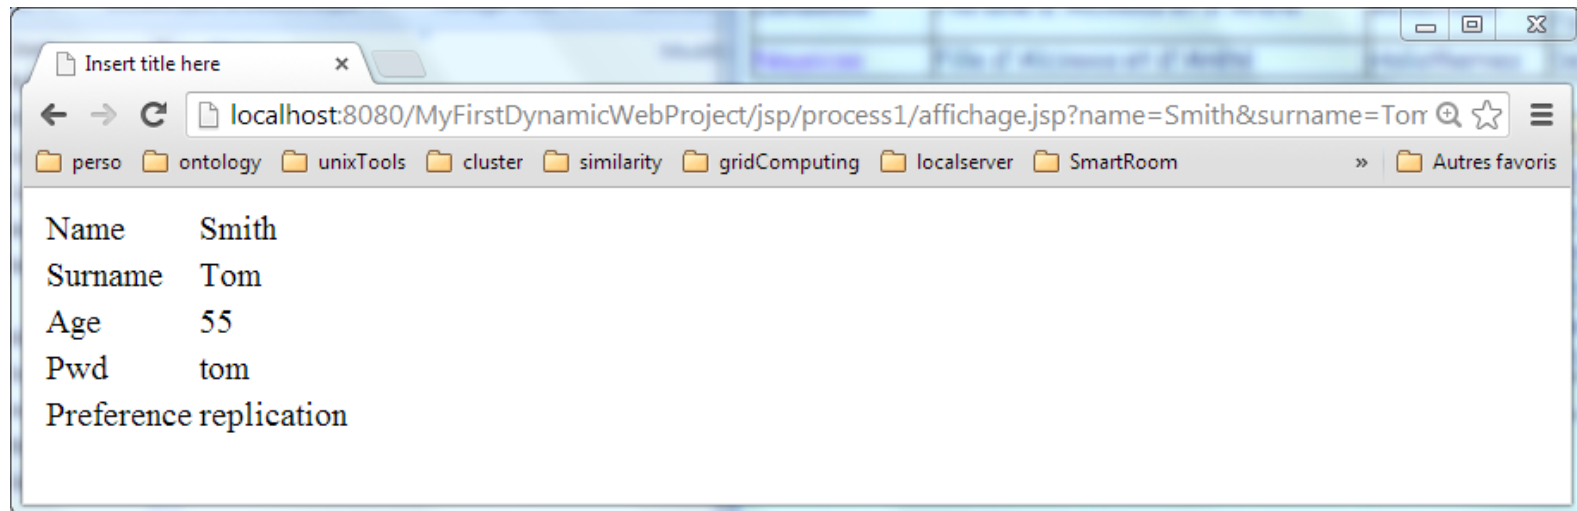 Insert title here
localhost:8080/MyFirstDynamicWebProject/jsp/process1/affichage.jsp?name=Smith&surname=Tom
perso ontology unixTools cluster similarity gridComputing localserver SmartRoom » Autres favoris
Name Smith
Surname Tom
Age 55
Pwd tom
Preference replication